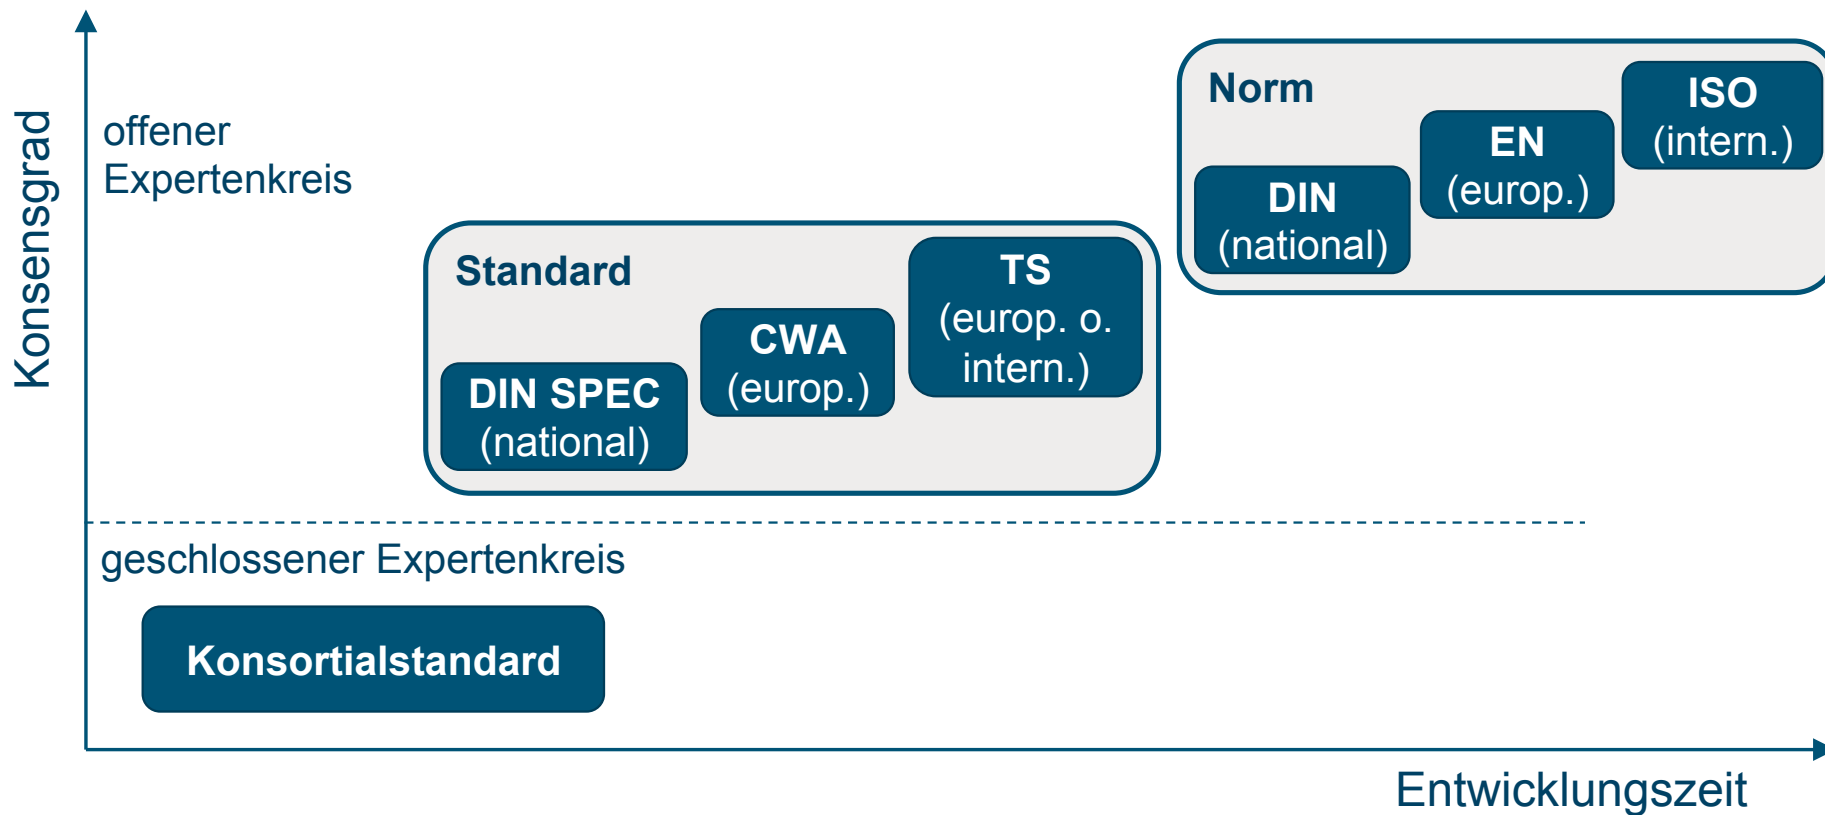 Konsensgrad
offener
Expertenkreis
Norm
ISO
(intern.)
EN
(europ.)
DIN
(national)
Standard
TS
(europ. o.
intern.)
CWA
(europ.)
DIN SPEC
(national)
geschlossener Expertenkreis
Konsortialstandard
Entwicklungszeit